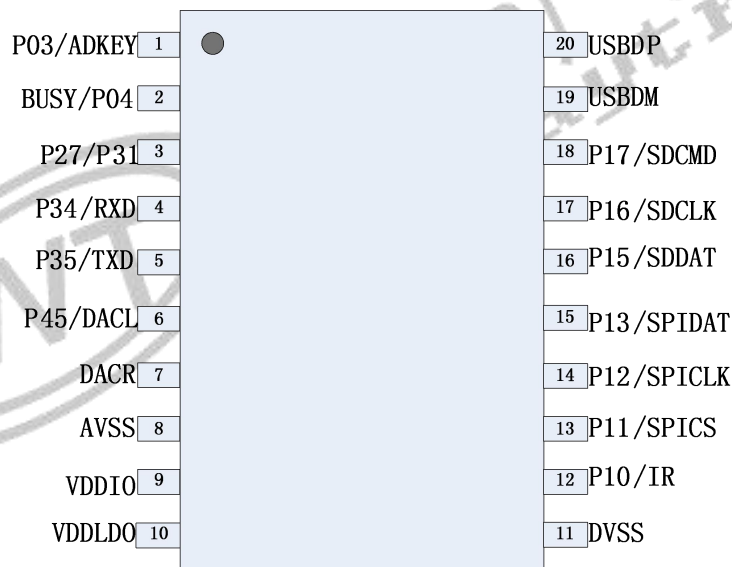 P03/ADKEY 1 20 USBDP
BUSY/P04 2 19 USBDM
P27/P31 3 18 P17/SDCMD
P34/RXD 4 17 P16/SDCLK
P35/TXD 5 16 P15/SDDAT
P45/DACL 6 15 P13/SPIDAT
DACR 7 14 P12/SPICLK
AVSS 8 13 P11/SPICS
VDDIO 9 12 P10/IR
VDDLDO 10 11 DVSS